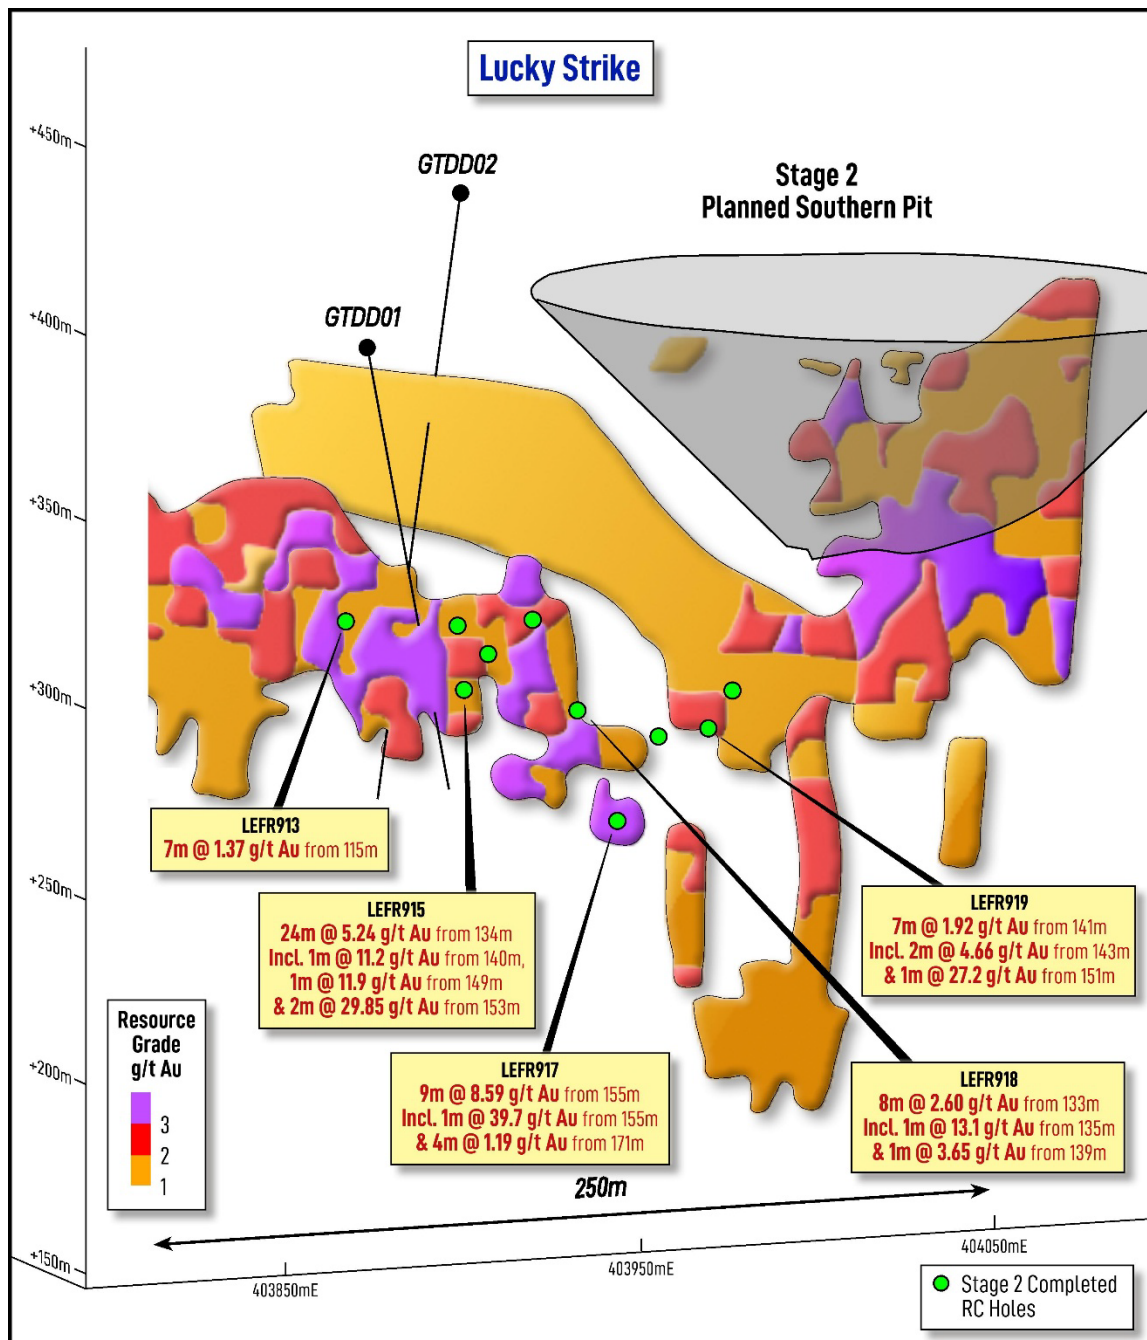 Lucky Strike
+450m
GTDD02
Stage 2
Planned Southern Pit
GTDD01
+400m
+350m
+300m
+250m
+200m
+150m
LEFR913
7m @ 1.37 g/t Au from 115m
LEFR915
24m @ 5.24 g/t Au from 134m
Incl. 1m @ 11.2 g/t Au from 140m,
1m @ 11.9 g/t Au from 149m
& 2m @ 29.85 g/t Au from 153m
LEFR919
7m @ 1.92 g/t Au from 141m
Incl. 2m @ 4.66 g/t Au from 143m
& 1m @ 27.2 g/t Au from 151m
LEFR917
9m @ 8.59 g/t Au from 155m
Incl. 1m @ 39.7 g/t Au from 155m
& 4m @ 1.19 g/t Au from 171m
LEFR918
8m @ 2.60 g/t Au from 133m
Incl. 1m @ 13.1 g/t Au from 135m
& 1m @ 3.65 g/t Au from 139m
Resource
Grade
g/t Au
3
2
1
250m
403850mE
403950mE
404050mE
Stage 2 Completed
RC Holes